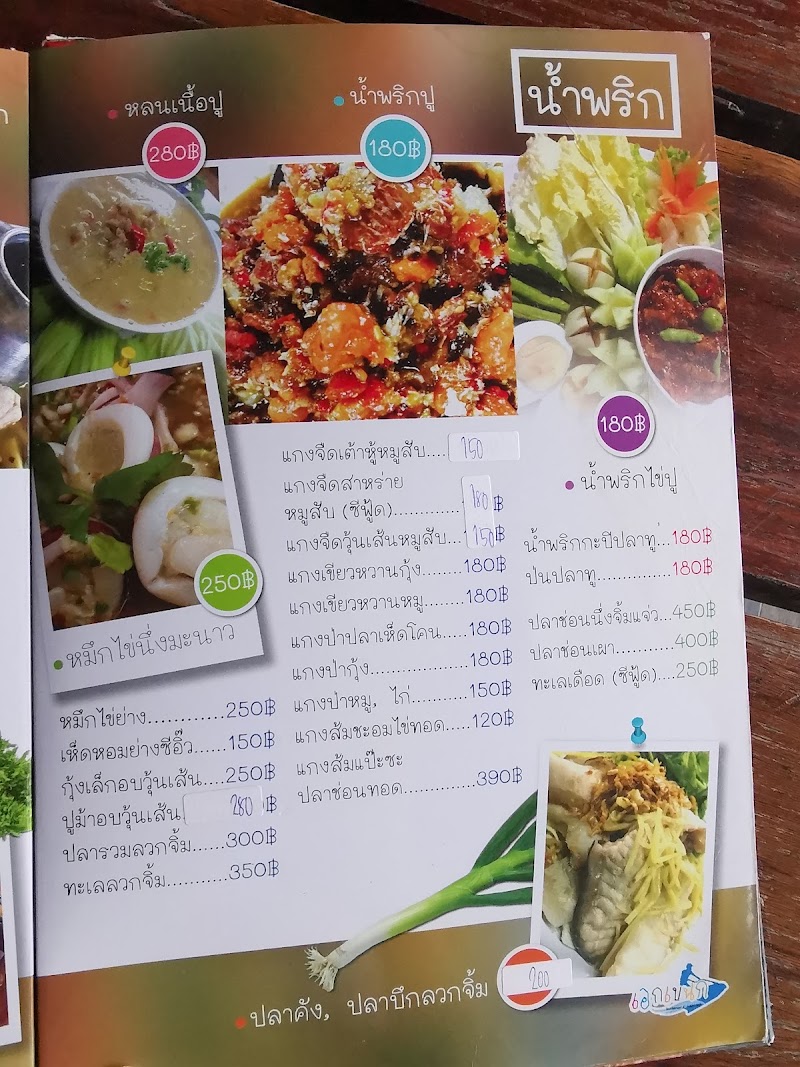 น้ำพริก
หลนเนื้อปู
280฿
น้ำพริกปู
180฿
180฿
น้ำพริกไข่ปู
250฿
หมึกไข่นึ่งมะนาว
แกงจืดเต้าหู้หมูสับ.... 150
แกงจืดสาหร่าย
หมูสับ (ซีฟู้ด)............. 180 ฿
แกงจืดวุ้นเส้นหมูสับ... 150฿
แกงเขียวหวานกุ้ง........180฿
แกงเขียวหวานหมู........180฿
แกงป่าปลาเห็ดโคน.....180฿
แกงป่ากุ้ง...................180฿
แกงป่าหมู, ไก่............150฿
แกงส้มชะอมไข่ทอด.....120฿
แกงส้มแป๊ะซะ
ปลาช่อนทอด..............390฿
น้ำพริกกะปิปลาทู...180฿
ป่นปลาทู..............180฿
ปลาช่อนนึ่งจิ้มแจ่ว...450฿
ปลาช่อนเผา...........400฿
ทะเลเดือด (ซีฟู้ด)....250฿
หมึกไข่ย่าง............250฿
เห็ดหอมย่างซีอิ๊ว......150฿
กุ้งเล็กอบวุ้นเส้น....250฿
ปูม้าอบวุ้นเส้น 280 ฿
ปลารวมลวกจิ้ม......300฿
ทะเลลวกจิ้ม..........350฿
ปลาคัง, ปลาบึกลวกจิ้ม
200